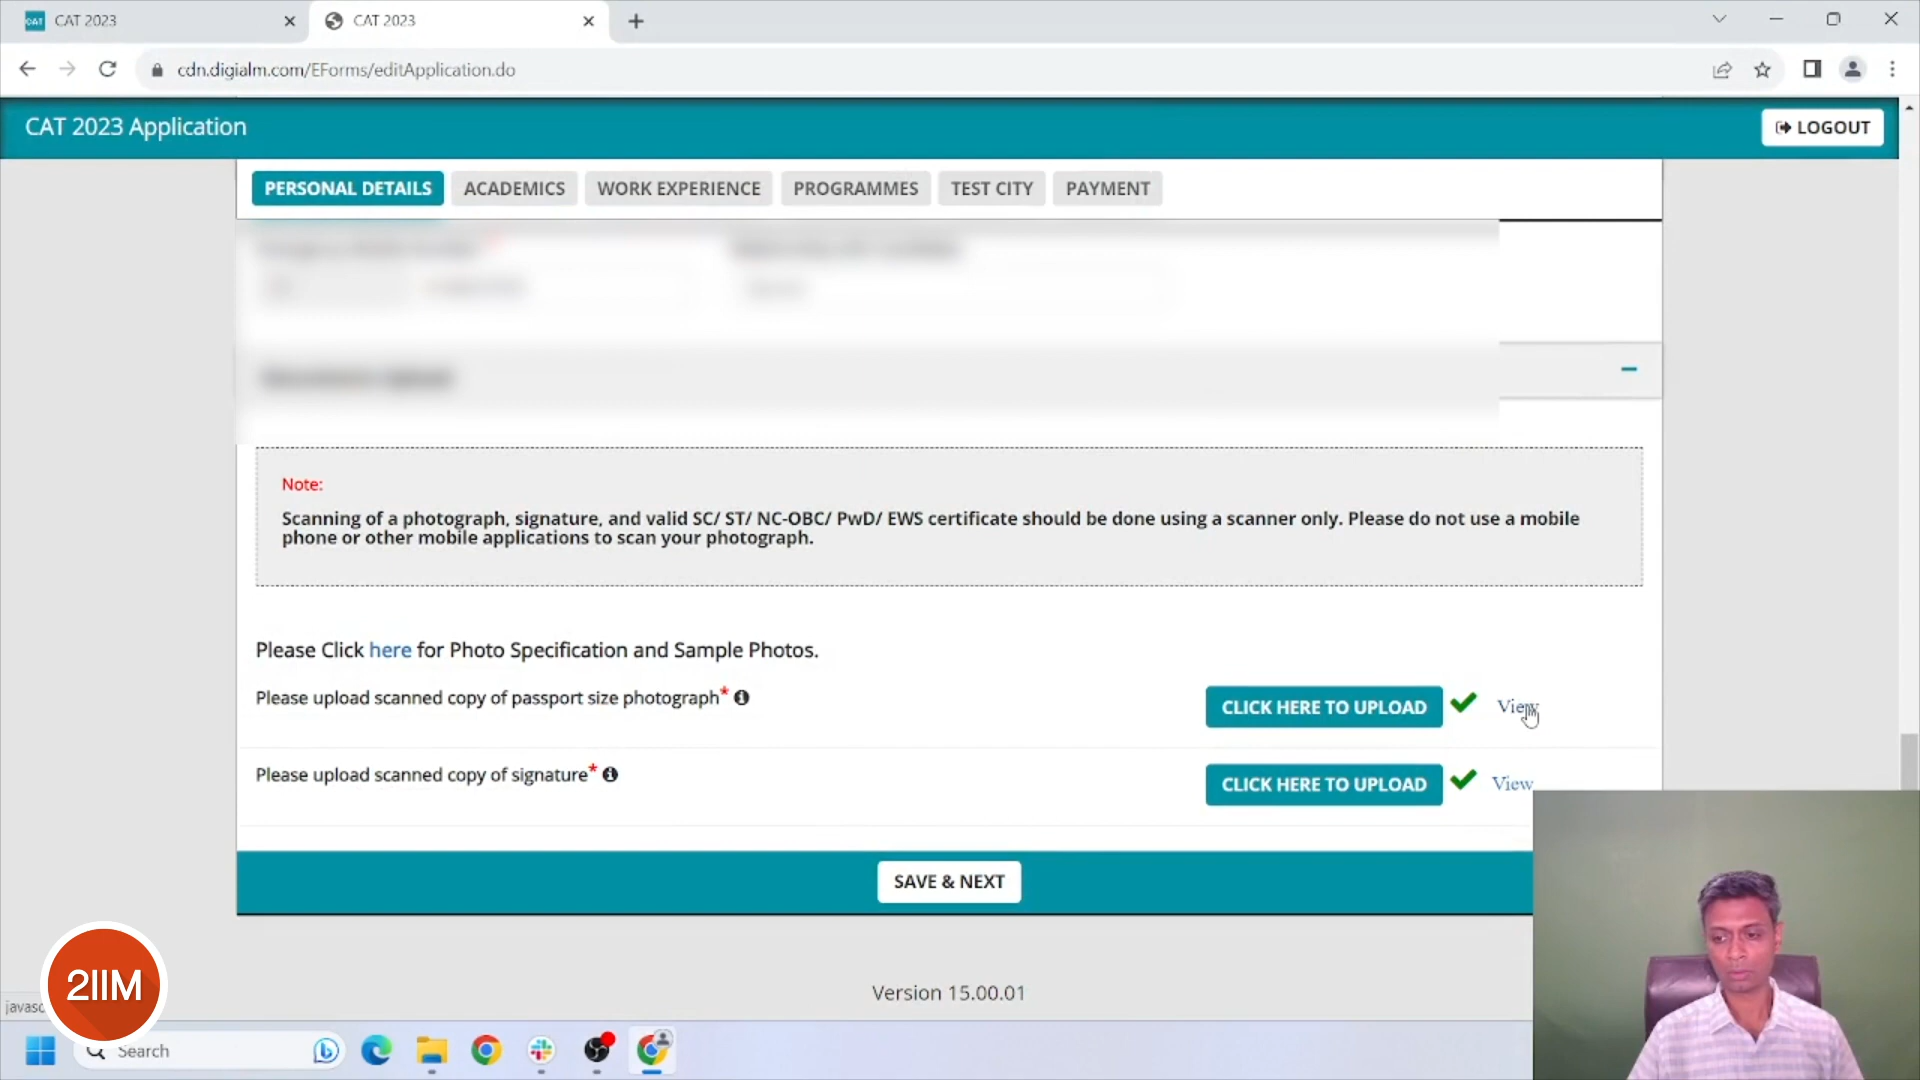 CAT CAT 2023
CAT 2023
cdn.digialm.com/EForms/editApplication.do
CAT 2023 Application
LOGOUT
PERSONAL DETAILS
ACADEMICS
WORK EXPERIENCE
PROGRAMMES
TEST CITY
PAYMENT
Note:
Scanning of a photograph, signature, and valid SC/ ST/ NC-OBC/ PwD/ EWS certificate should be done using a scanner only. Please do not use a mobile
phone or other mobile applications to scan your photograph.
Please Click here for Photo Specification and Sample Photos.
Please upload scanned copy of passport size photograph*
CLICK HERE TO UPLOAD
View
Please upload scanned copy of signature*
CLICK HERE TO UPLOAD
View
SAVE & NEXT
2IIM
Version 15.00.01
Search